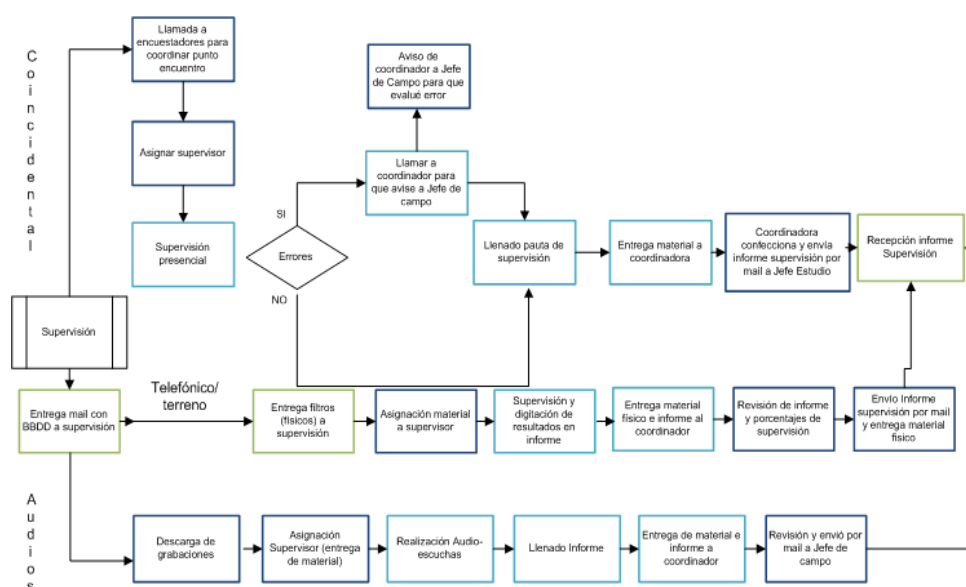 Coincidental
Llamada a
encuestadores para
coordinar punto
encuentro
Asignar supervisor
Supervisión
presencial
Aviso de
coordinador a Jefe
de Campo para que
evalué error
Llamar a
coordinador para
que avise a Jefe de
campo
SI
Errores
NO
Llenado pauta de
supervisión
Entrega material a
coordinadora
Coordinadora
confecciona y envía
informe supervisión por
mail a Jefe Estudio
Recepción informe
Supervisión
Supervisión
Entrega mail con
BBDD a supervisión
Telefónico/
terreno
Entrega filtros
(físicos) a
supervisión
Asignación material
a supervisor
Supervisión y
digitación de
resultados en
informe
Entrega material
físico e informe al
coordinador
Revisión de informe
y porcentajes de
supervisión
Envío Informe
supervisión por mail
y entrega material
físico
Audios
Descarga de
grabaciones
Asignación
Supervisor (entrega
de material)
Realización Audio-
escuchas
Llenado Informe
Entrega de material e
informe a
coordinador
Revisión y envió por
mail a Jefe de
campo